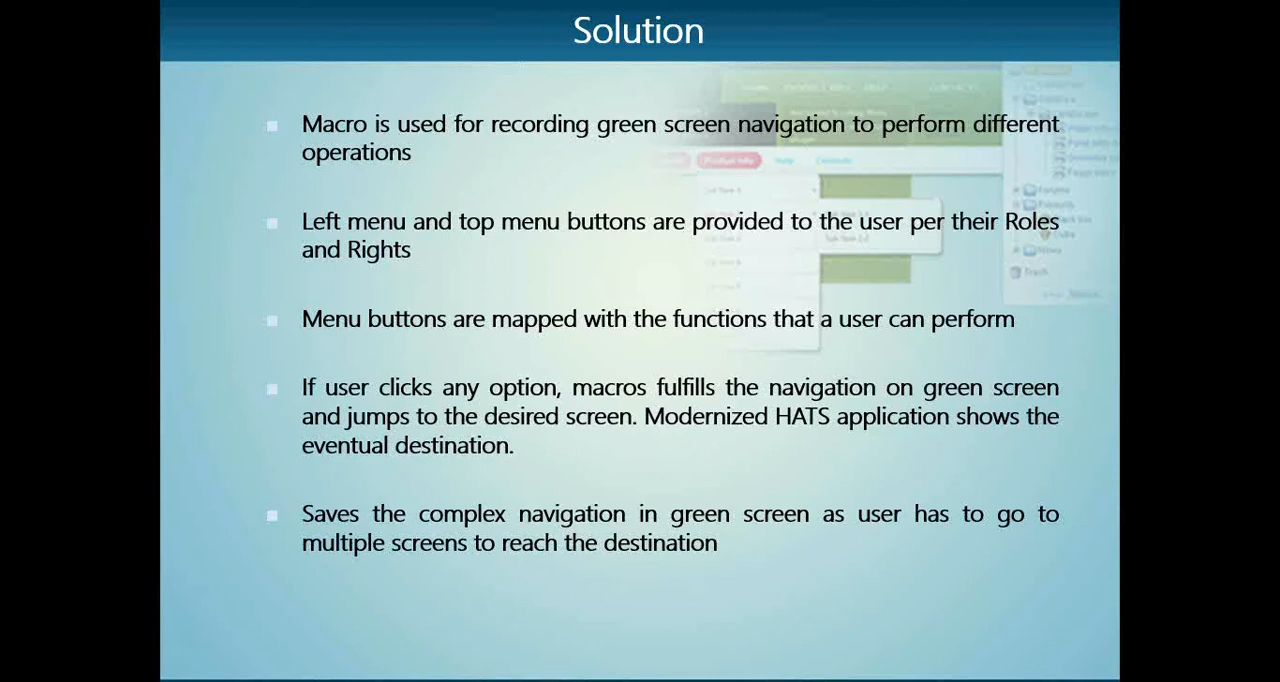 Solution
Macro is used for recording green screen navigation to perform different
operations
Left menu and top menu buttons are provided to the user per their Roles
and Rights
Menu buttons are mapped with the functions that a user can perform
If user clicks any option, macros fulfills the navigation on green screen
and jumps to the desired screen. Modernized HATS application shows the
eventual destination.
Saves the complex navigation in green screen as user has to go to
multiple screens to reach the destination